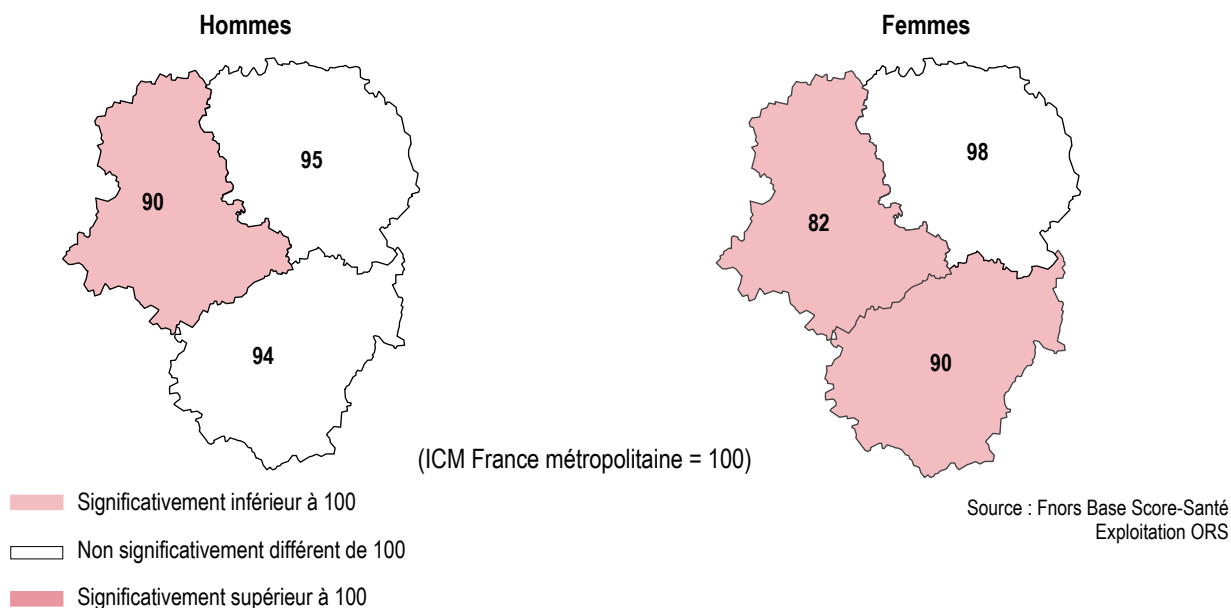 Hommes
Femmes
95
90
94
98
82
90
(ICM France métropolitaine = 100)
Significativement inférieur à 100
Non significativement différent de 100
Significativement supérieur à 100
Source : Fnors Base Score-Santé
Exploitation ORS